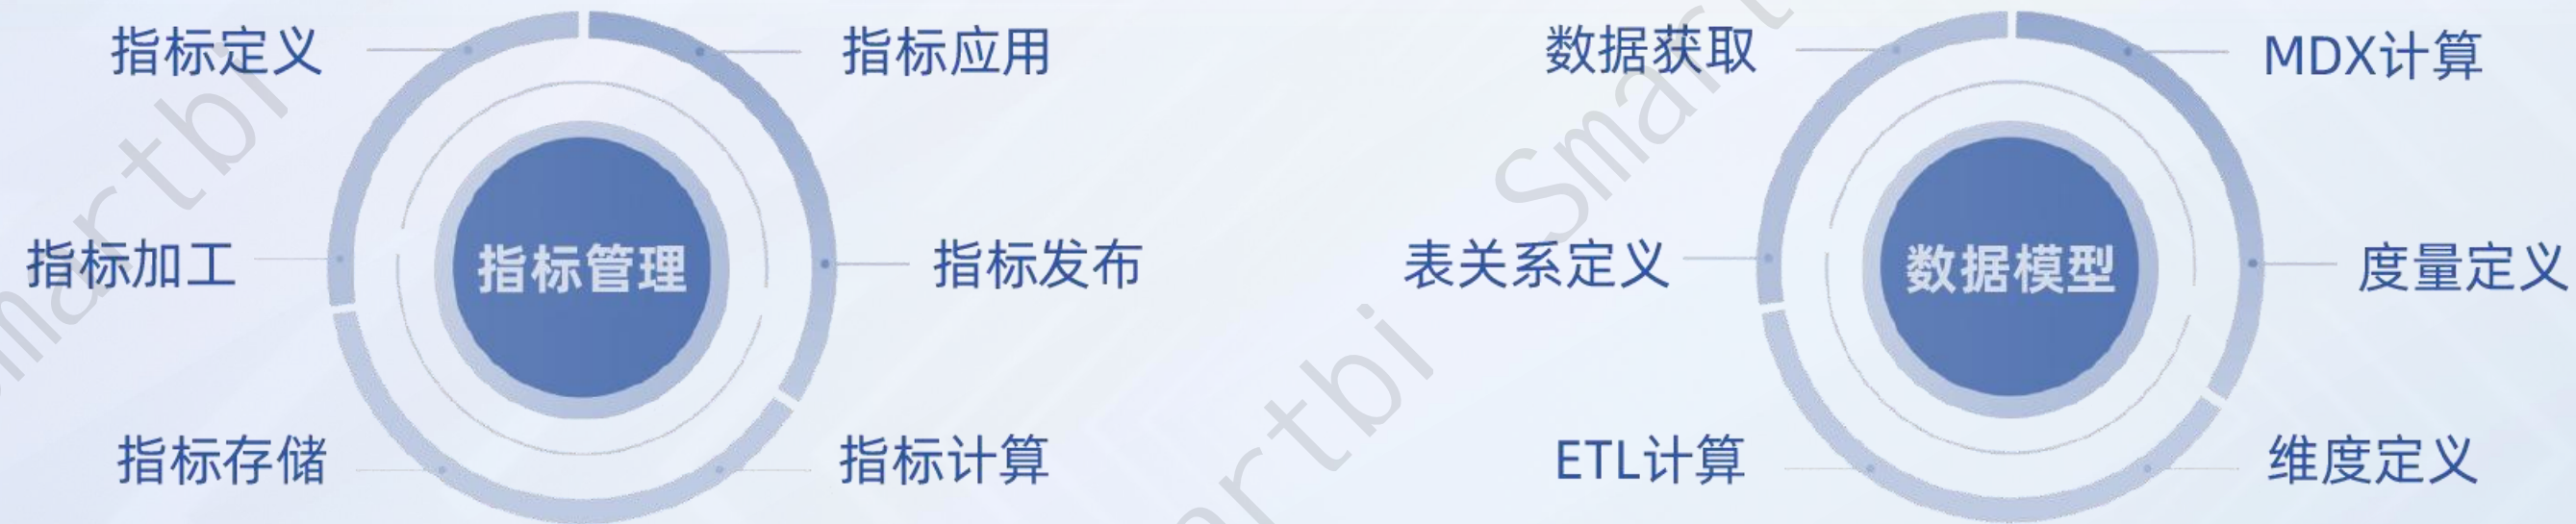 指标定义
指标应用
指标加工
指标管理
指标发布
指标存储
指标计算
数据获取
MDX计算
表关系定义
数据模型
度量定义
ETL计算
维度定义
martbi
Smart
artbi